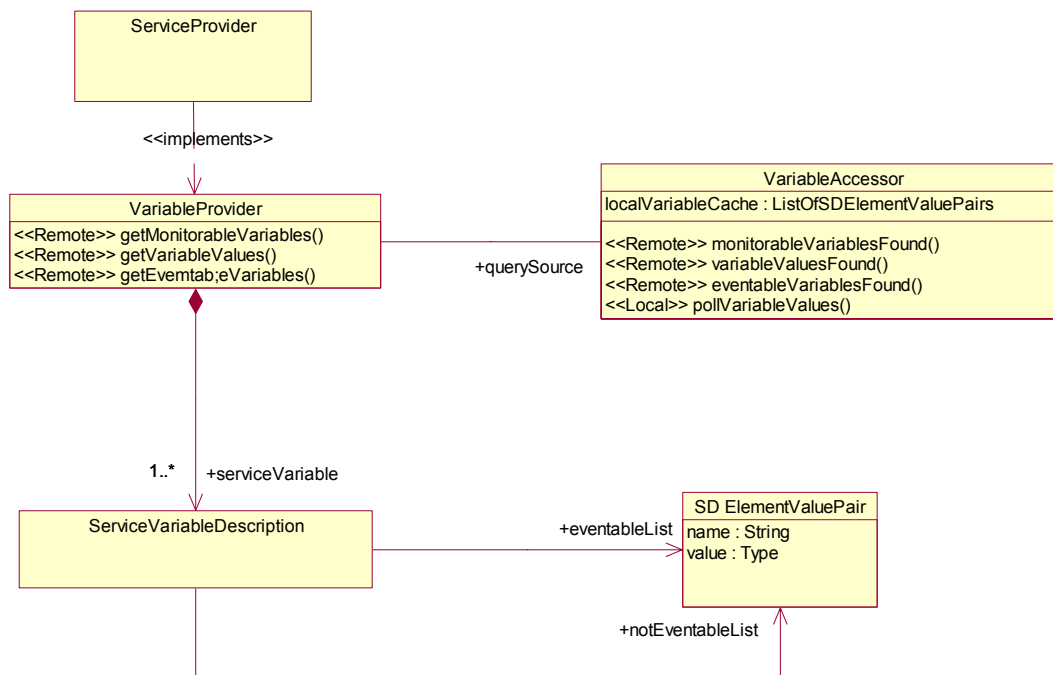 ServiceProvider
<<implements>>
VariableProvider
<<Remote>> getMonitorableVariables()
<<Remote>> getVariableValues()
<<Remote>> getEvemtab;eVariables()
VariableAccessor
localVariableCache : ListOfSDElementValuePairs
<<Remote>> monitorableVariablesFound()
<<Remote>> variableValuesFound()
<<Remote>> eventableVariablesFound()
<<Local>> pollVariableValues()
+querySource
1..*
+serviceVariable
ServiceVariableDescription
+eventableList
SD ElementValuePair
name : String
value : Type
+notEventableList